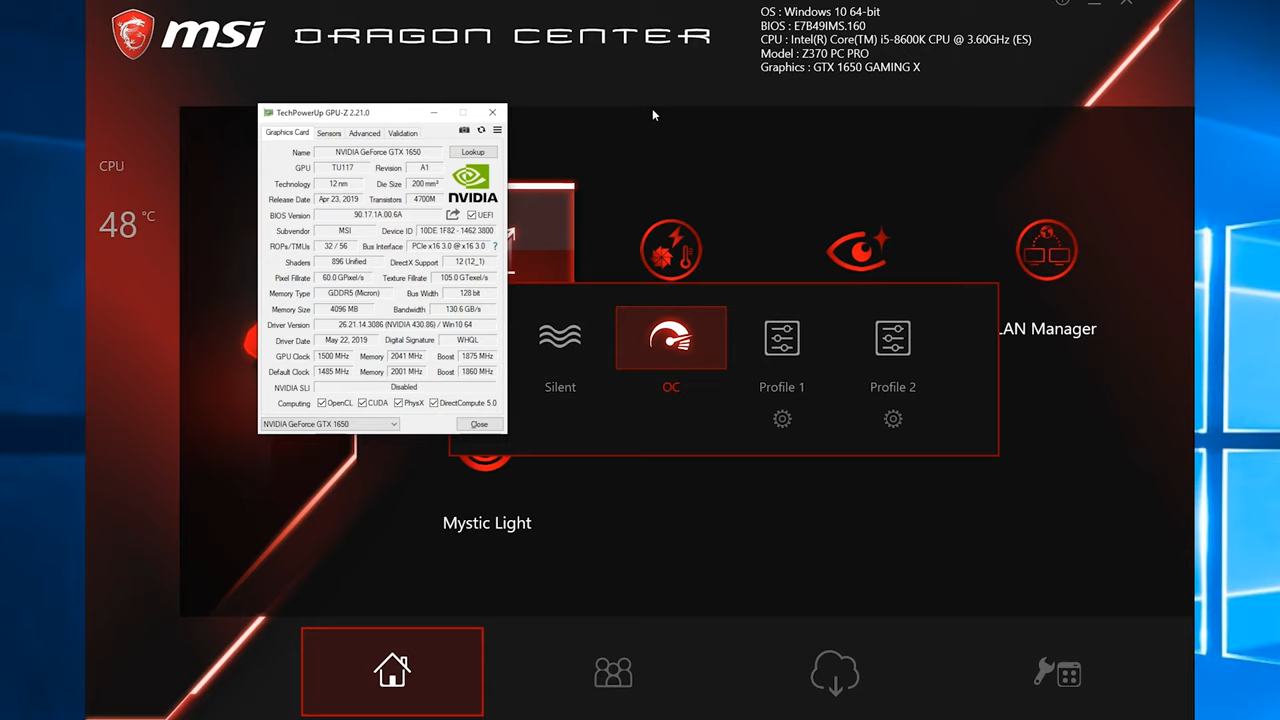 msi DRAGON CENTER
OS : Windows 10 64-bit
BIOS : E7B49IMS.160
CPU : Intel(R) Core(TM) i5-8600K CPU @ 3.60GHz (ES)
Model : Z370 PC PRO
Graphics : GTX 1650 GAMING X
CPU
48 °C
TechPowerUp GPU-Z 2.21.0
Graphics Card Sensors Advanced Validation
Name NVIDIA GeForce GTX 1650 Lookup
GPU TU117 Revision A1
Technology 12 nm Die Size 200 mm²
Release Date Apr 23, 2019 Transistors 4700M
NVIDIA
BIOS Version 90.17.1A.00.6A UEFI
Subvendor MSI Device ID 10DE 1F82 - 1462 3800
ROPs/TMUs 32 / 56 Bus Interface PCIe x16 3.0 @ x16 3.0 ?
Shaders 896 Unified DirectX Support 12 (12_1)
Pixel Fillrate 60.0 GPixel/s Texture Fillrate 105.0 GTexel/s
Memory Type GDDR5 (Micron) Bus Width 128 bit
Memory Size 4096 MB Bandwidth 130.6 GB/s
Driver Version 26.21.14.3086 (NVIDIA 430.86) / Win10 64
Driver Date May 22, 2019 Digital Signature WHQL
GPU Clock 1500 MHz Memory 2041 MHz Boost 1875 MHz
Default Clock 1485 MHz Memory 2001 MHz Boost 1860 MHz
NVIDIA SLI Disabled
Computing OpenCL CUDA PhysX DirectCompute 5.0
NVIDIA GeForce GTX 1650 Close
LAN Manager
Silent OC Profile 1 Profile 2
Mystic Light